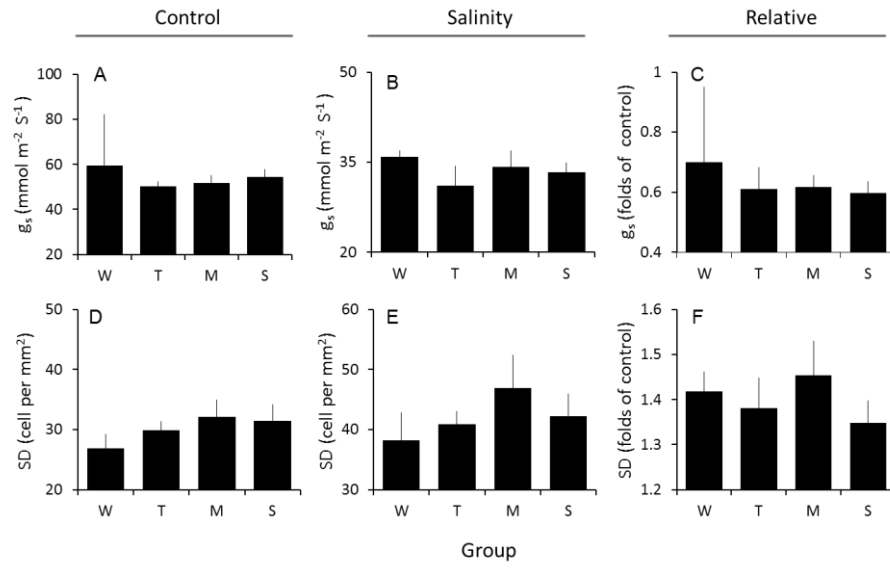 Control Salinity Relative
A
g_s (mmol m⁻² S⁻¹)
100
80
60
40
20
W T M S
B
g_s (mmol m⁻² S⁻¹)
50
35
20
W T M S
C
g_s (folds of control)
1
0.8
0.6
0.4
W T M S
D
SD (cell per mm²)
50
40
30
20
W T M S
E
SD (cell per mm²)
60
50
40
30
W T M S
F
SD (folds of control)
1.6
1.5
1.4
1.3
1.2
W T M S
Group